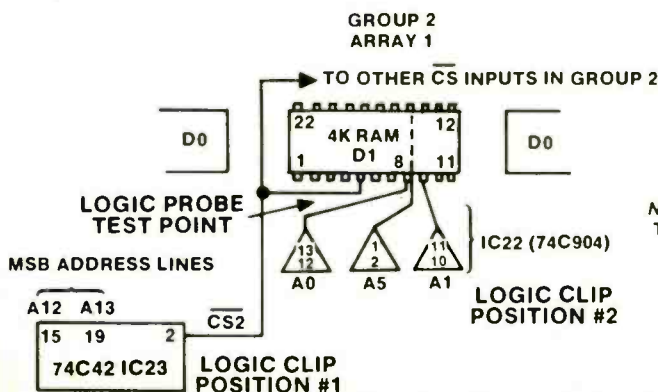 GROUP 2
ARRAY 1
TO OTHER CS INPUTS IN GROUP 2
22
12
4K RAM
D1
D0
D0
1
8
11
LOGIC PROBE
TEST POINT
13
12
1
2
11
10
IC22 (74C904)
A0
A5
A1
MSB ADDRESS LINES
LOGIC CLIP
POSITION #2
A12
A13
CS2
15
19
2
74C42 IC23
LOGIC CLIP
POSITION #1